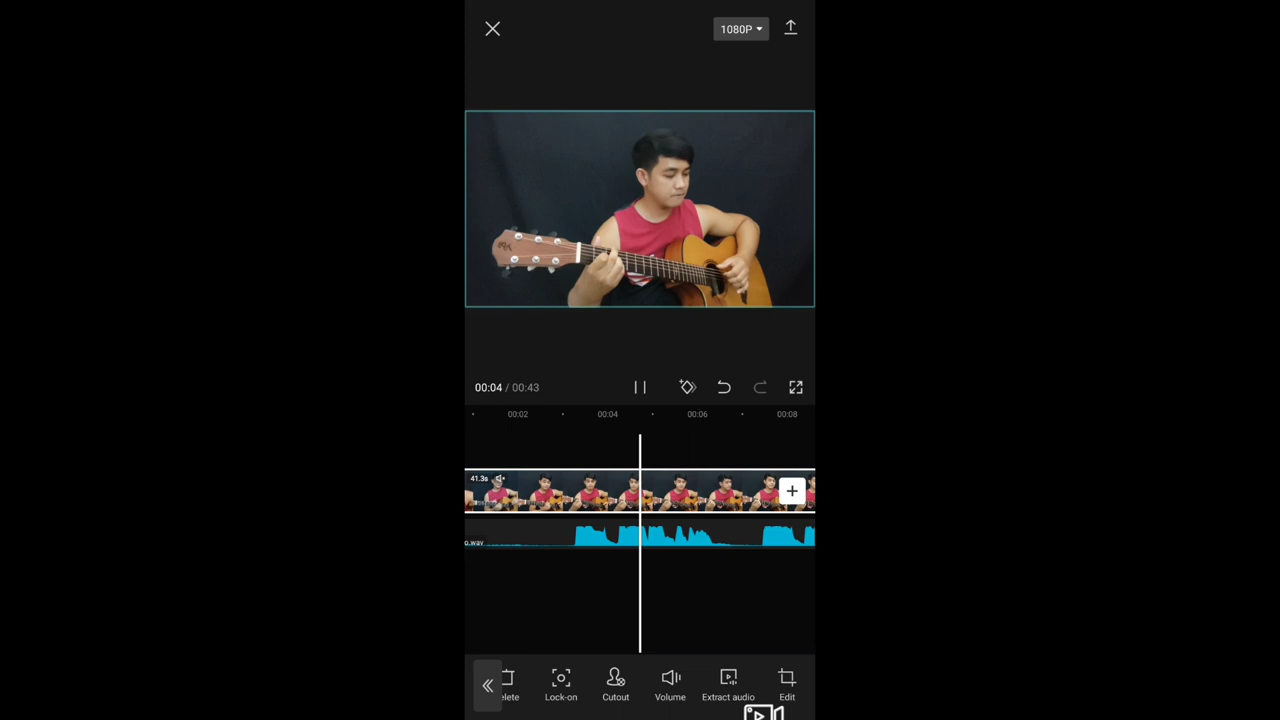 1080P
00:04 / 00:43
00:02 00:04 00:06 00:08
41.3s
o.wav
elete Lock-on Cutout Volume Extract audio Edit